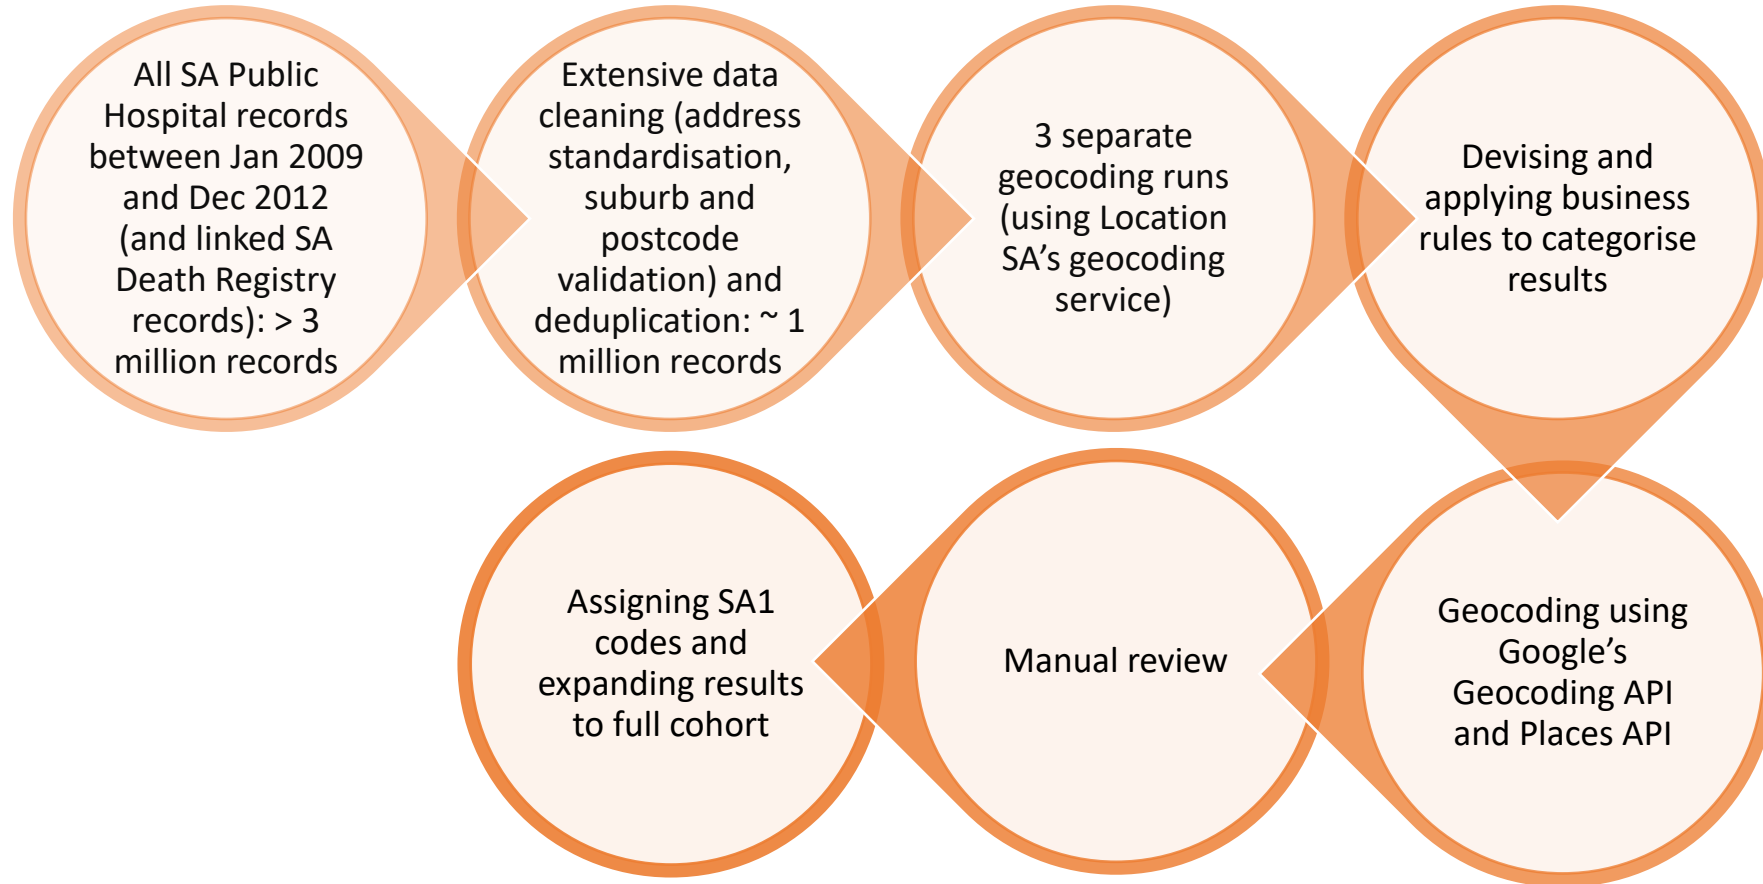 All SA Public
Hospital records
between Jan 2009
and Dec 2012
(and linked SA
Death Registry
records): > 3
million records
Extensive data
cleaning (address
standardisation,
suburb and
postcode
validation) and
deduplication: ~ 1
million records
3 separate
geocoding runs
(using Location
SA’s geocoding
service)
Devising and
applying business
rules to categorise
results
Geocoding using
Google’s
Geocoding API
and Places API
Manual review
Assigning SA1
codes and
expanding results
to full cohort